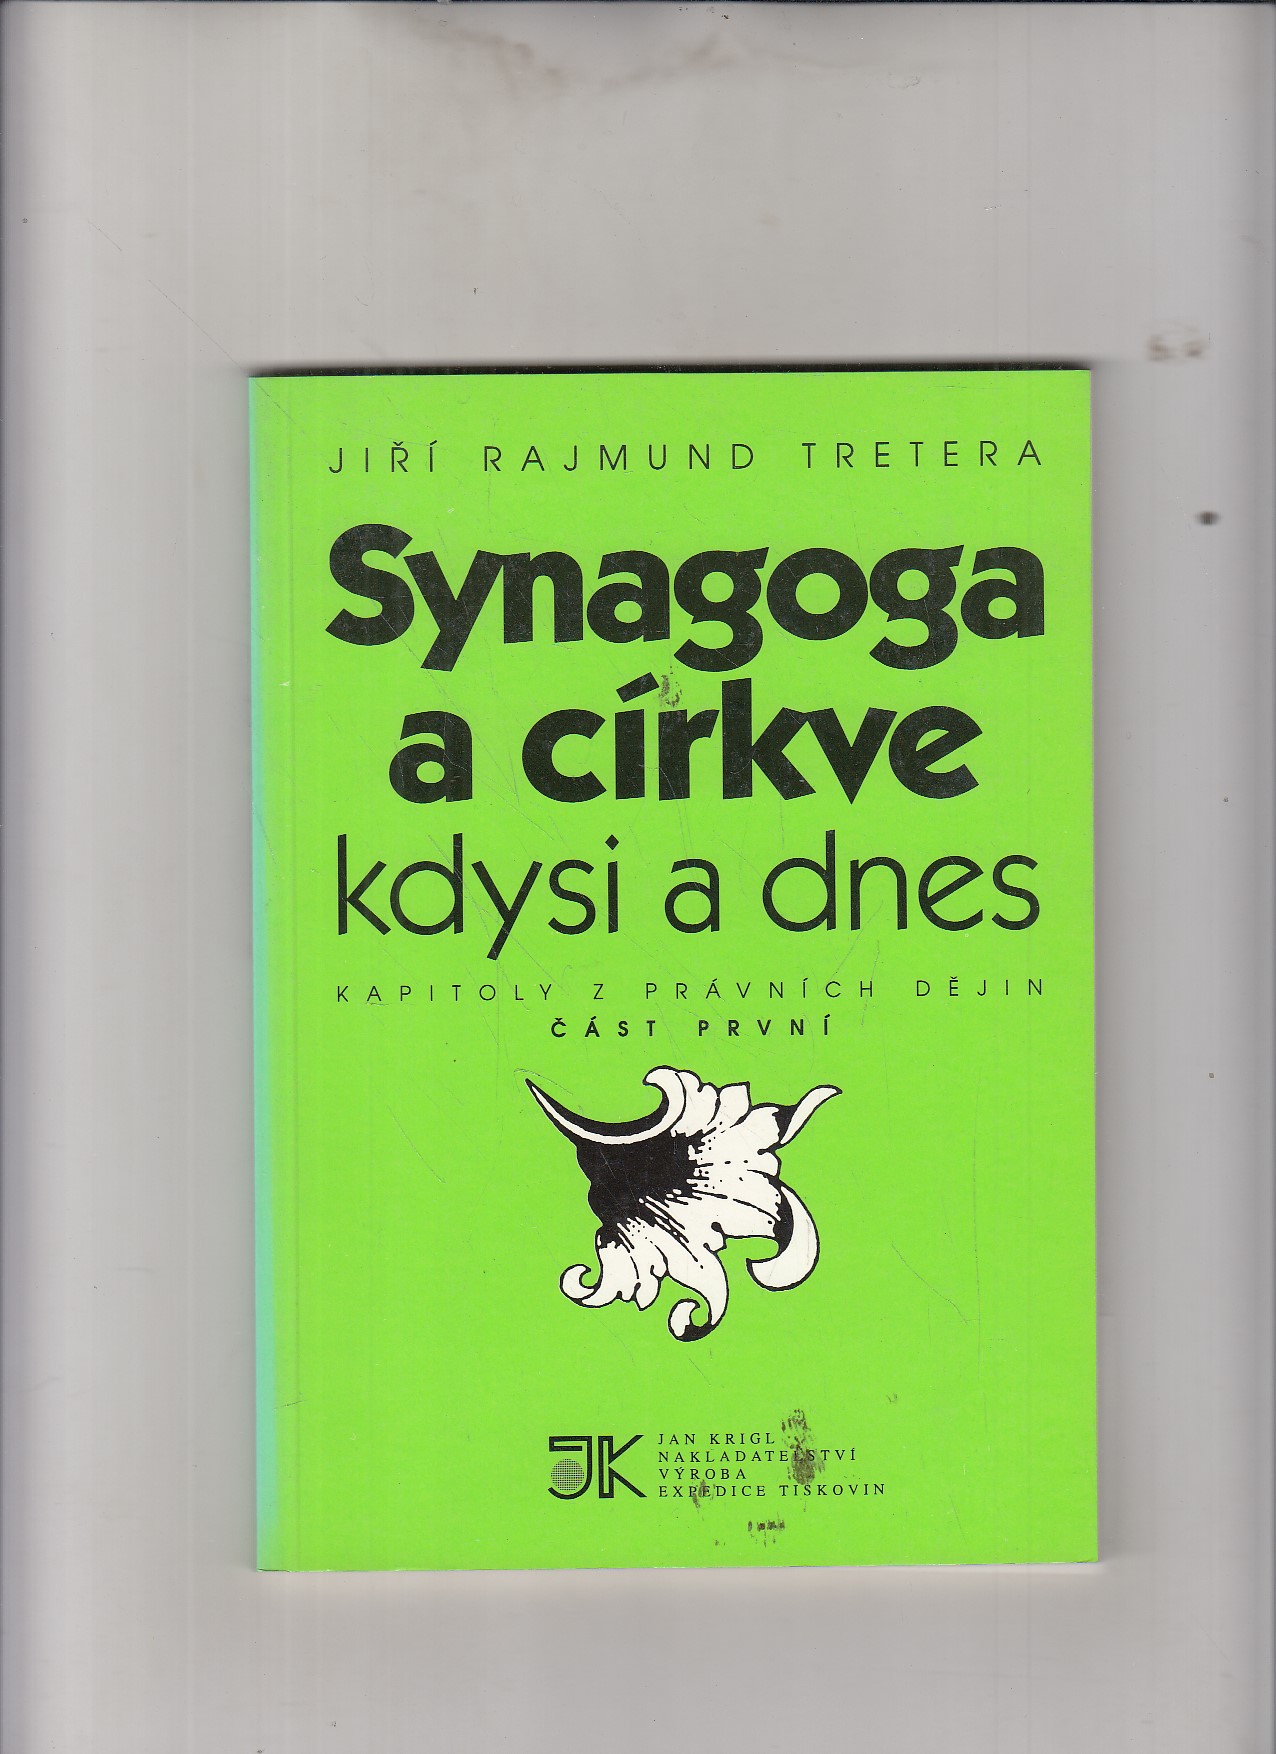 JIŘÍ RAJMUND TRETERA
Synagoga
a církve
kdysi a dnes
KAPITOLY Z PRÁVNÍCH DĚJIN
ČÁST PRVNÍ
JK
JAN KRIGL
NAKLADATELSTVÍ
VÝROBA
EXPEDICE TISKOVIN